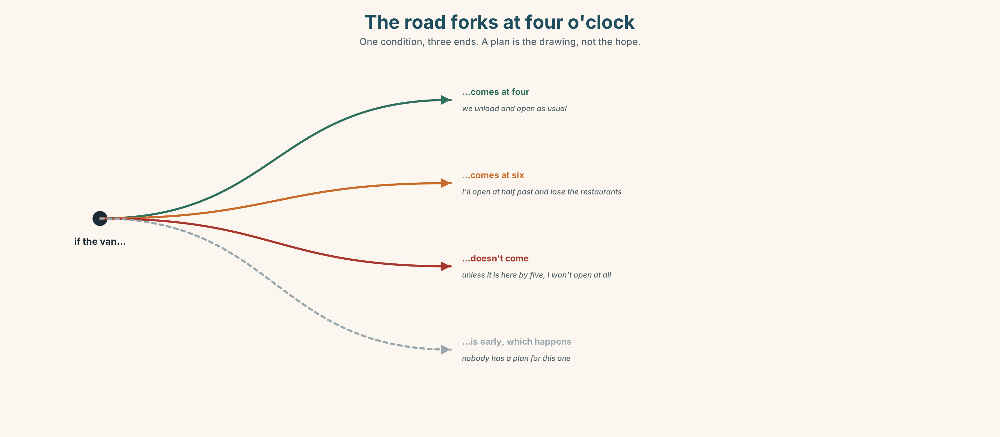 The road forks at four o'clock
One condition, three ends. A plan is the drawing, not the hope.
...comes at four
we unload and open as usual
...comes at six
I'll open at half past and lose the restaurants
if the van...
...doesn't come
unless it is here by five, I won't open at all
...is early, which happens
nobody has a plan for this one